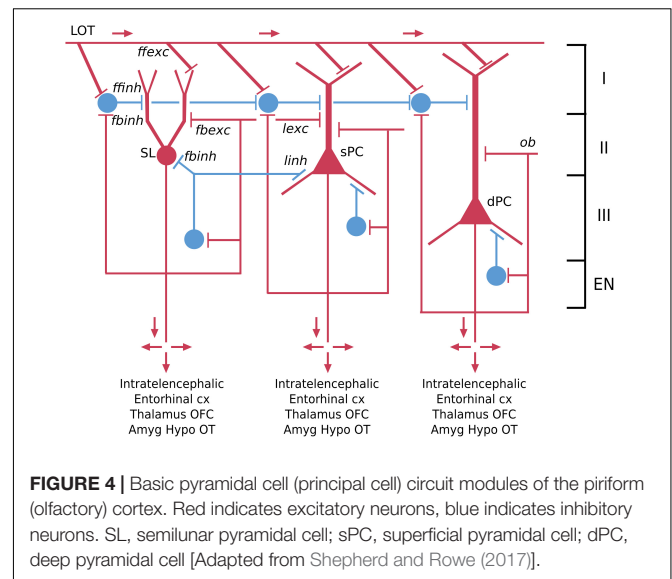 LOT
ffexc
I
ffinh
fbinh
fbexc
lexc
ob
SL
fbinh
linh
sPC
II
dPC
III
EN
Intratelencephalic
Entorhinal cx
Thalamus OFC
Amyg Hypo OT
Intratelencephalic
Entorhinal cx
Thalamus OFC
Amyg Hypo OT
Intratelencephalic
Entorhinal cx
Thalamus OFC
Amyg Hypo OT
FIGURE 4 | Basic pyramidal cell (principal cell) circuit modules of the piriform
(olfactory) cortex. Red indicates excitatory neurons, blue indicates inhibitory
neurons. SL, semilunar pyramidal cell; sPC, superficial pyramidal cell; dPC,
deep pyramidal cell [Adapted from Shepherd and Rowe (2017)].